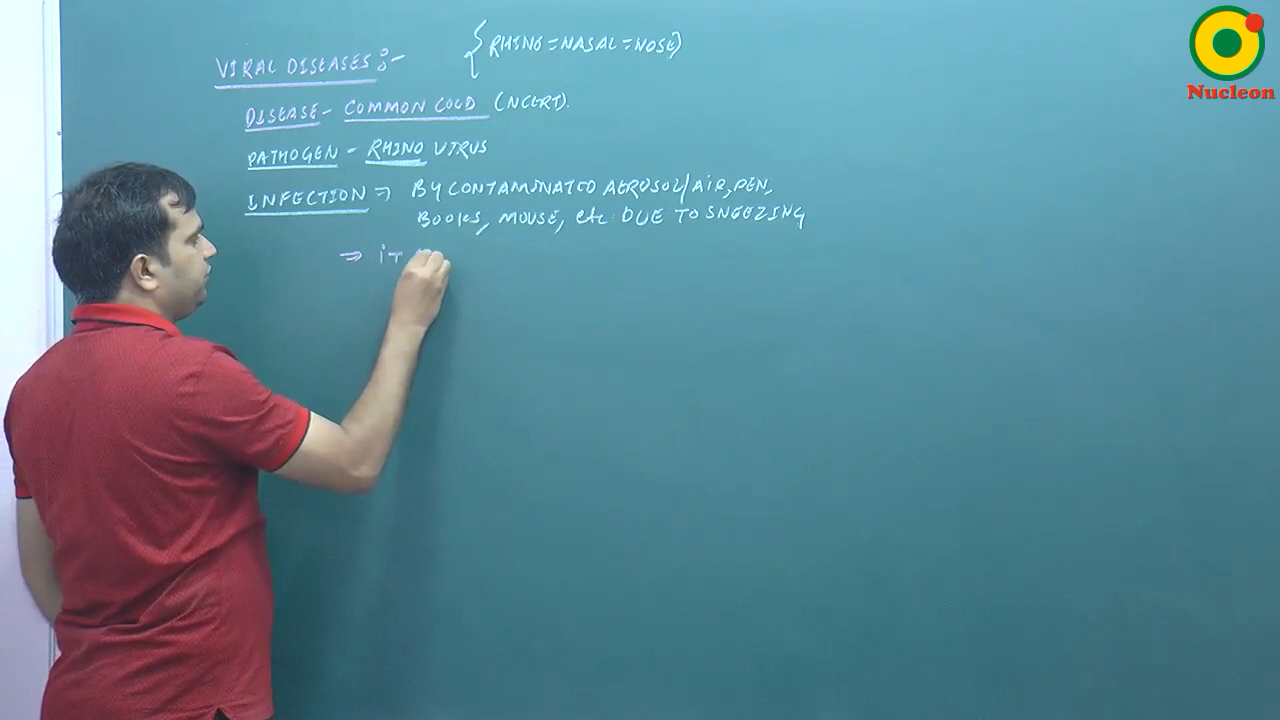 {RHINO=NASAL=NOSE}
VIRAL DISEASES:-
DISEASE- COMMON COLD (NCERT).
PATHOGEN - RHINO VIRUS
INFECTION → BY CONTAMINATED AEROSOL/AIR, PEN,
BOOKS, MOUSE, etc. DUE TO SNEEZING
⇒ iT
Nucleon